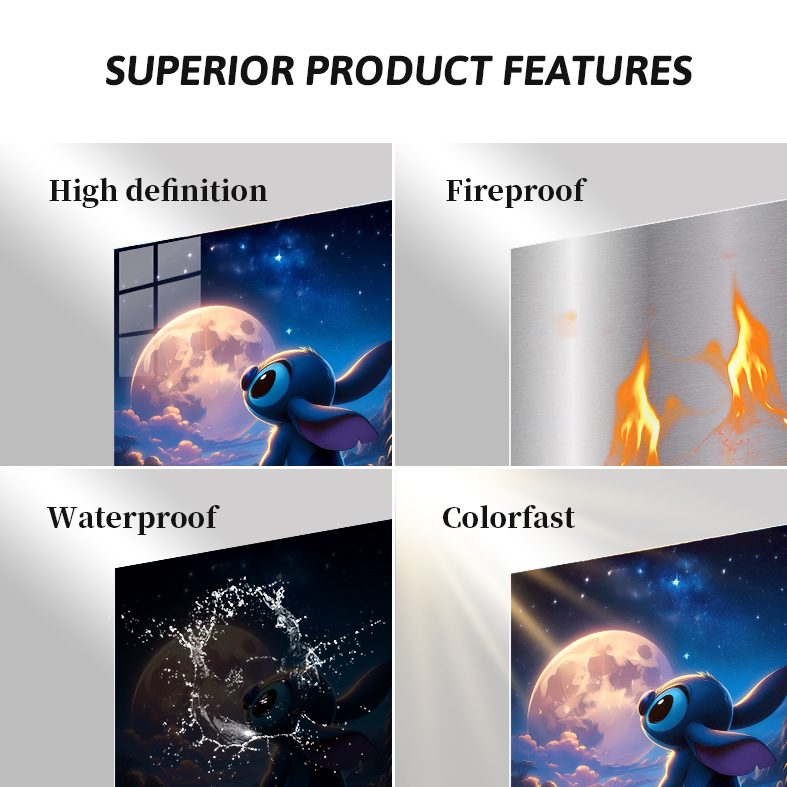 SUPERIOR PRODUCT FEATURES
High definition
Fireproof
Waterproof
Colorfast